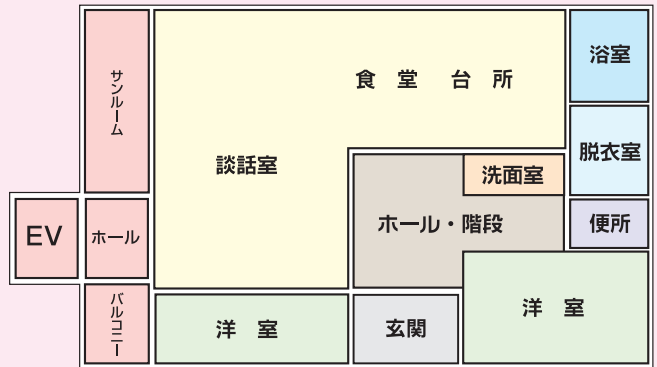 サンルーム
食堂 台所
浴室
談話室
脱衣室
洗面室
EV
ホール
ホール・階段
便所
バルコニー
洋室
玄関
洋室